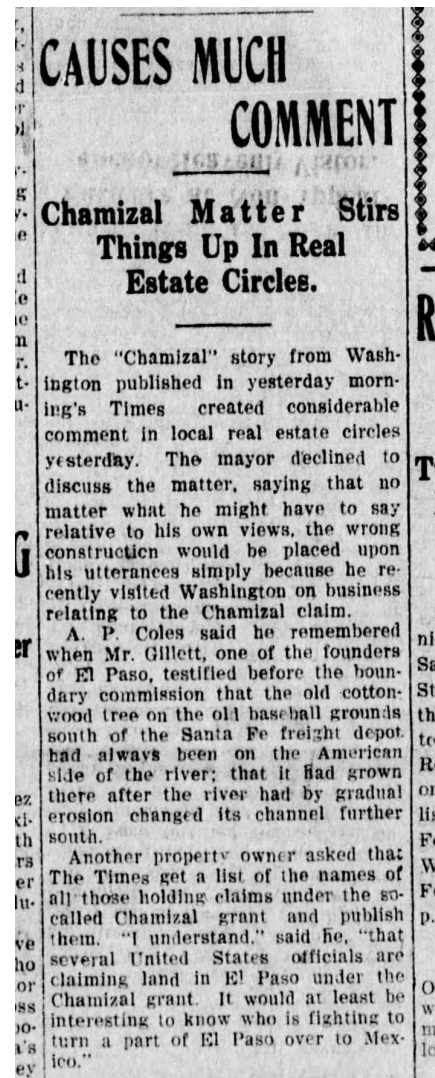 CAUSES MUCH
COMMENT
Chamizal Matter Stirs
Things Up In Real
Estate Circles.
The "Chamizal" story from Wash-
ington published in yesterday morn-
ing's Times created considerable
comment in local real estate circles
yesterday. The mayor declined to
discuss the matter, saying that no
matter what he might have to say
relative to his own views, the wrong
construction would be placed upon
his utterances simply because he re-
cently visited Washington on business
relating to the Chamizal claim.
A. P. Coles said he remembered
when Mr. Gillett, one of the founders
of El Paso, testified before the boun-
dary commission that the old cotton-
wood tree on the old baseball grounds
south of the Santa Fe freight depot
had always been on the American
side of the river; that it had grown
there after the river had by gradual
erosion changed its channel further
south.
Another property owner asked that
The Times get a list of the names of
all those holding claims under the so-
called Chamizal grant and publish
them. "I understand," said he, "that
several United States officials are
claiming land in El Paso under the
Chamizal grant. It would at least be
interesting to know who is fighting to
turn a part of El Paso over to Mex-
ico."